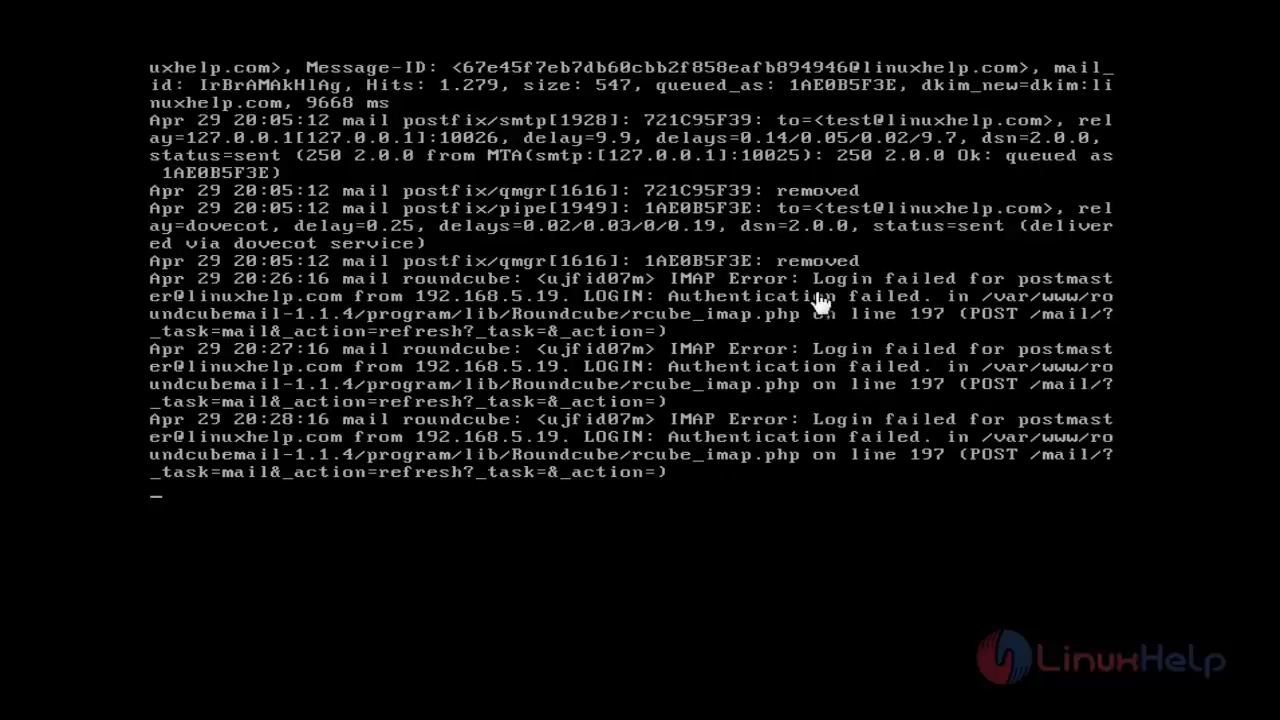 uxhelp.com>, Message-ID: <67e45f7eb7db60cbb2f858eafb894946@linuxhelp.com>, mail_
id: IrBrAMAkHlAg, Hits: 1.279, size: 547, queued_as: 1AE0B5F3E, dkim_new=dkim:li
nuxhelp.com, 9668 ms
Apr 29 20:05:12 mail postfix/smtp[1928]: 721C95F39: to=<test@linuxhelp.com>, rel
ay=127.0.0.1[127.0.0.1]:10026, delay=9.9, delays=0.14/0.05/0.02/9.7, dsn=2.0.0,
status=sent (250 2.0.0 from MTA(smtp:[127.0.0.1]:10025): 250 2.0.0 Ok: queued as
1AE0B5F3E)
Apr 29 20:05:12 mail postfix/qmgr[1616]: 721C95F39: removed
Apr 29 20:05:12 mail postfix/pipe[1949]: 1AE0B5F3E: to=<test@linuxhelp.com>, rel
ay=dovecot, delay=0.25, delays=0.02/0.03/0/0.19, dsn=2.0.0, status=sent (deliver
ed via dovecot service)
Apr 29 20:05:12 mail postfix/qmgr[1616]: 1AE0B5F3E: removed
Apr 29 20:26:16 mail roundcube: <ujfid07m> IMAP Error: Login failed for postmast
er@linuxhelp.com from 192.168.5.19. LOGIN: Authentication failed. in /var/www/ro
undcubemail-1.1.4/program/lib/Roundcube/rcube_imap.php on line 197 (POST /mail/?
_task=mail&_action=refresh?_task=&_action=)
Apr 29 20:27:16 mail roundcube: <ujfid07m> IMAP Error: Login failed for postmast
er@linuxhelp.com from 192.168.5.19. LOGIN: Authentication failed. in /var/www/ro
undcubemail-1.1.4/program/lib/Roundcube/rcube_imap.php on line 197 (POST /mail/?
_task=mail&_action=refresh?_task=&_action=)
Apr 29 20:28:16 mail roundcube: <ujfid07m> IMAP Error: Login failed for postmast
er@linuxhelp.com from 192.168.5.19. LOGIN: Authentication failed. in /var/www/ro
undcubemail-1.1.4/program/lib/Roundcube/rcube_imap.php on line 197 (POST /mail/?
_task=mail&_action=refresh?_task=&_action=)
LinuxHelp